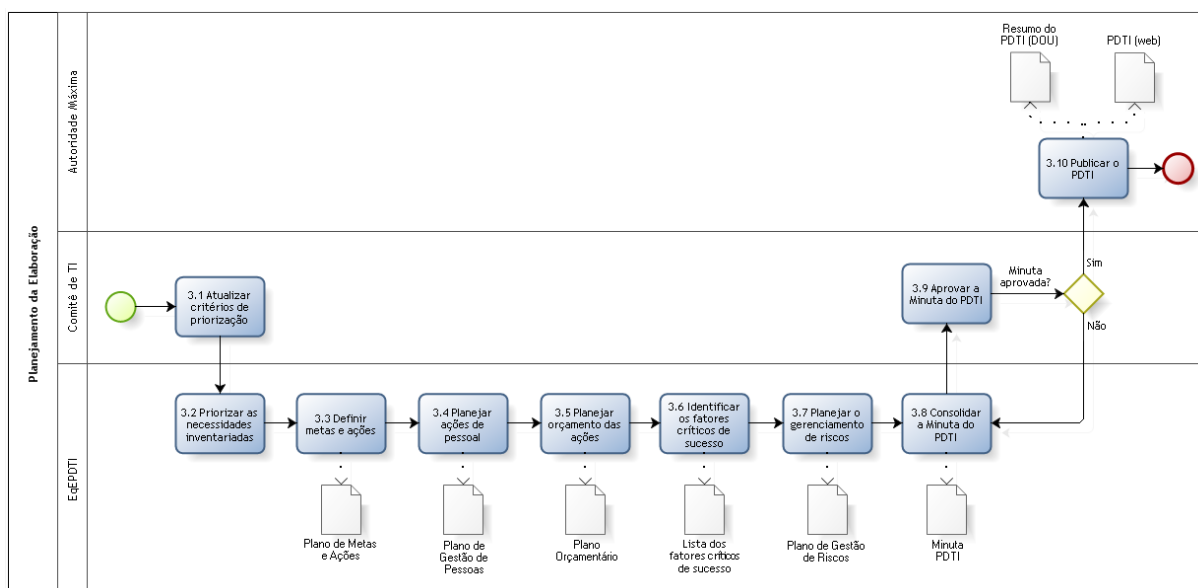 Planejamento da Elaboração
Autoridade Máxima
Resumo do
PDTI (DOU)
PDTI (web)
3.10 Publicar o
PDTI
Comitê de TI
3.1 Atualizar
critérios de
priorização
3.9 Aprovar a
Minuta do PDTI
Minuta
aprovada?
Sim
Não
EqEPDTI
3.2 Priorizar as
necessidades
inventariadas
3.3 Definir
metas e ações
3.4 Planejar
ações de
pessoal
3.5 Planejar
orçamento das
ações
3.6 Identificar
os fatores
críticos de
sucesso
3.7 Planejar o
gerenciamento
de riscos
3.8 Consolidar
a Minuta do
PDTI
Plano de Metas
e Ações
Plano de
Gestão de
Pessoas
Plano
Orçamentário
Lista dos
fatores críticos
de sucesso
Plano de Gestão
de Riscos
Minuta
PDTI